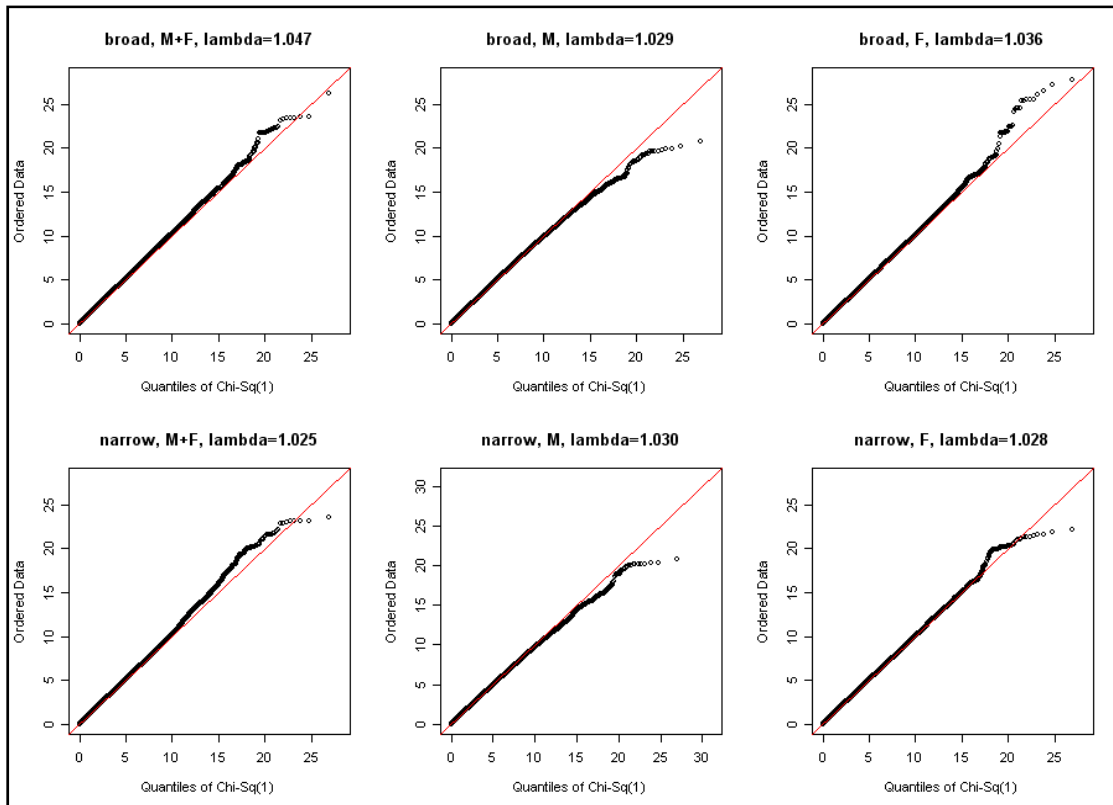 broad, M+F, lambda=1.047
Ordered Data
25
20
15
10
5
0
0 5 10 15 20 25
Quantiles of Chi-Sq(1)
broad, M, lambda=1.029
Ordered Data
25
20
15
10
5
0
0 5 10 15 20 25
Quantiles of Chi-Sq(1)
broad, F, lambda=1.036
Ordered Data
25
20
15
10
5
0
0 5 10 15 20 25
Quantiles of Chi-Sq(1)
narrow, M+F, lambda=1.025
Ordered Data
25
20
15
10
5
0
0 5 10 15 20 25
Quantiles of Chi-Sq(1)
narrow, M, lambda=1.030
Ordered Data
30
25
20
15
10
5
0
0 5 10 15 20 25 30
Quantiles of Chi-Sq(1)
narrow, F, lambda=1.028
Ordered Data
25
20
15
10
5
0
0 5 10 15 20 25
Quantiles of Chi-Sq(1)